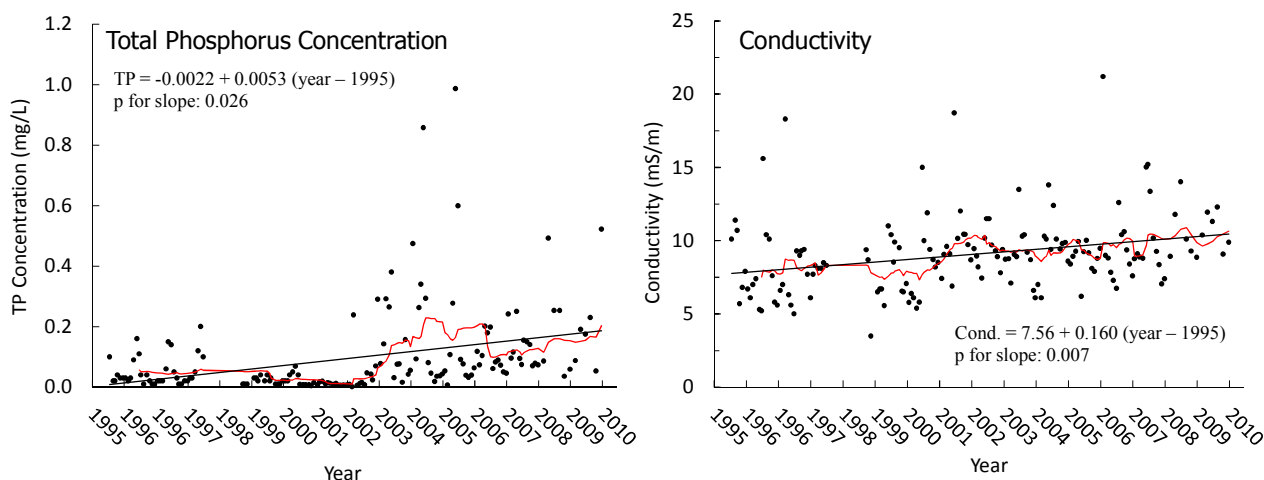 Total Phosphorus Concentration
TP = -0.0022 + 0.0053 (year – 1995)
p for slope: 0.026
TP Concentration (mg/L)
1.2
1.0
0.8
0.6
0.4
0.2
0.0
1995 1996 1996 1997 1998 1999 2000 2001 2002 2003 2004 2005 2006 2007 2008 2009 2010
Year
Conductivity
Conductivity (mS/m)
25
20
15
10
5
0
Cond. = 7.56 + 0.160 (year – 1995)
p for slope: 0.007
1995 1996 1996 1997 1998 1999 2000 2001 2002 2003 2004 2005 2006 2007 2008 2009 2010
Year